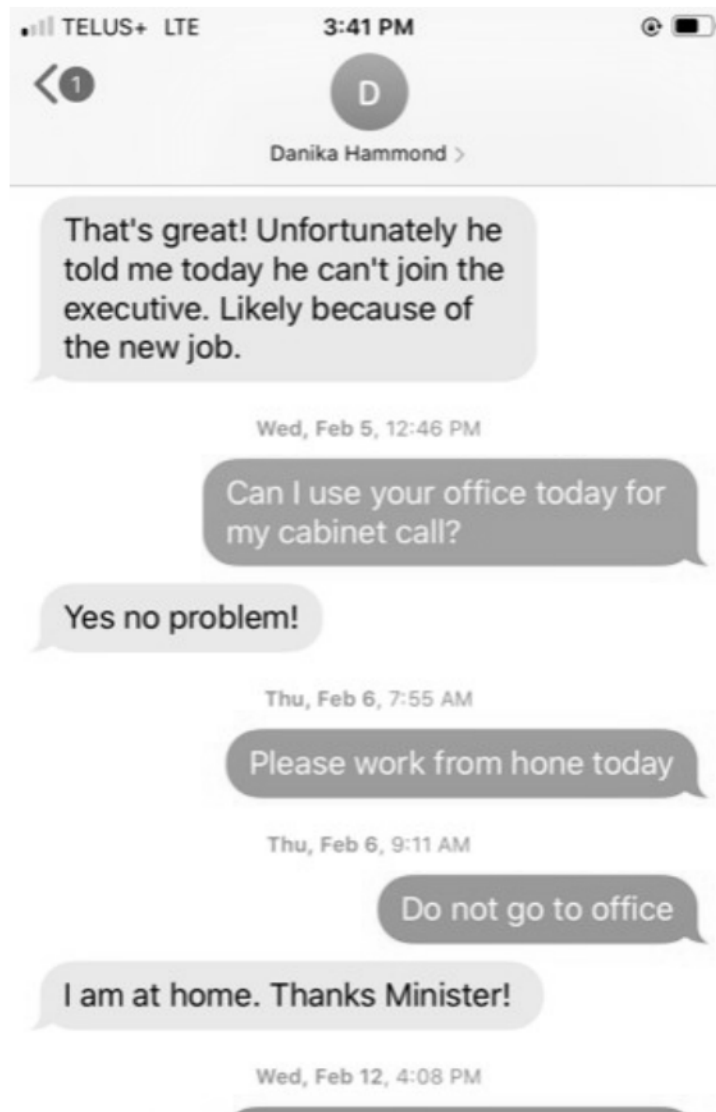 TELUS+ LTE 3:41 PM
1
D
Danika Hammond >
That's great! Unfortunately he
told me today he can't join the
executive. Likely because of
the new job.
Wed, Feb 5, 12:46 PM
Can I use your office today for
my cabinet call?
Yes no problem!
Thu, Feb 6, 7:55 AM
Please work from hone today
Thu, Feb 6, 9:11 AM
Do not go to office
I am at home. Thanks Minister!
Wed, Feb 12, 4:08 PM